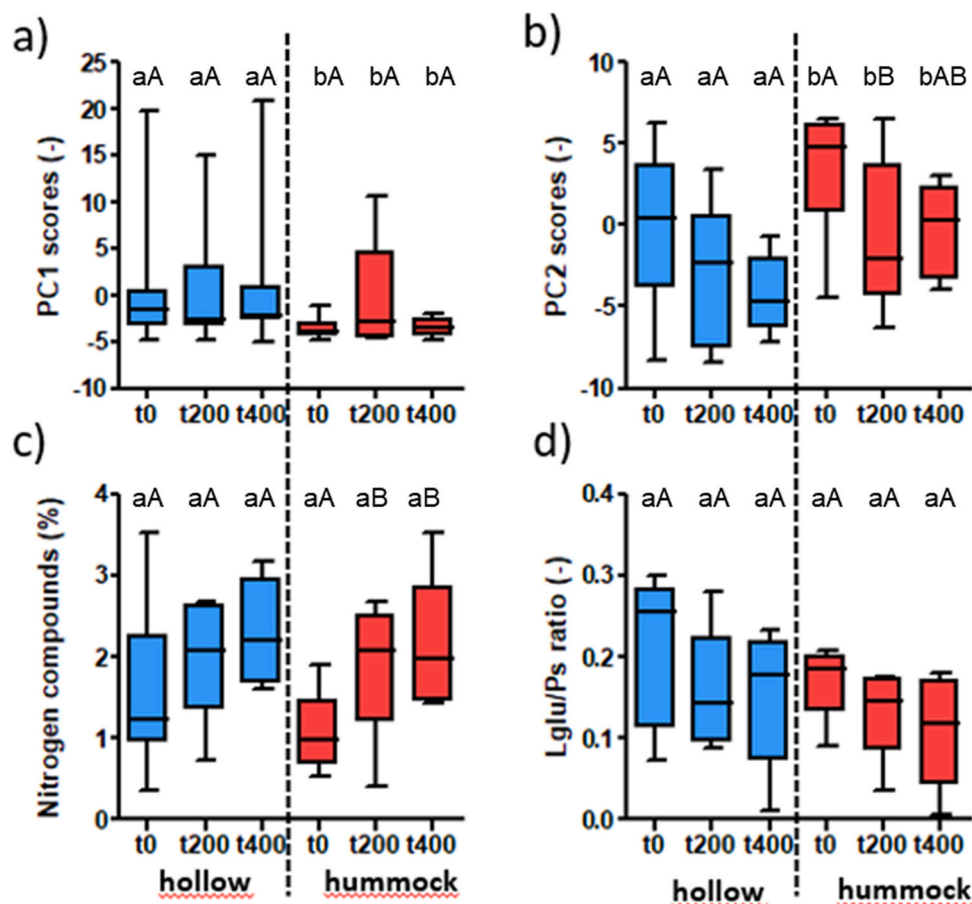 a)
PC1 scores (-)
25
20
15
10
5
0
-5
-10
aA aA aA bA bA bA
t0 t200 t400 t0 t200 t400
b)
PC2 scores (-)
10
5
0
-5
-10
aA aA aA bA bB bAB
t0 t200 t400 t0 t200 t400
c)
Nitrogen compounds (%)
4
3
2
1
0
aA aA aA aA aB aB
t0 t200 t400 t0 t200 t400
hollow hummock
d)
Lglu/Ps ratio (-)
0.4
0.3
0.2
0.1
0.0
aA aA aA aA aA aA
t0 t200 t400 t0 t200 t400
hollow hummock